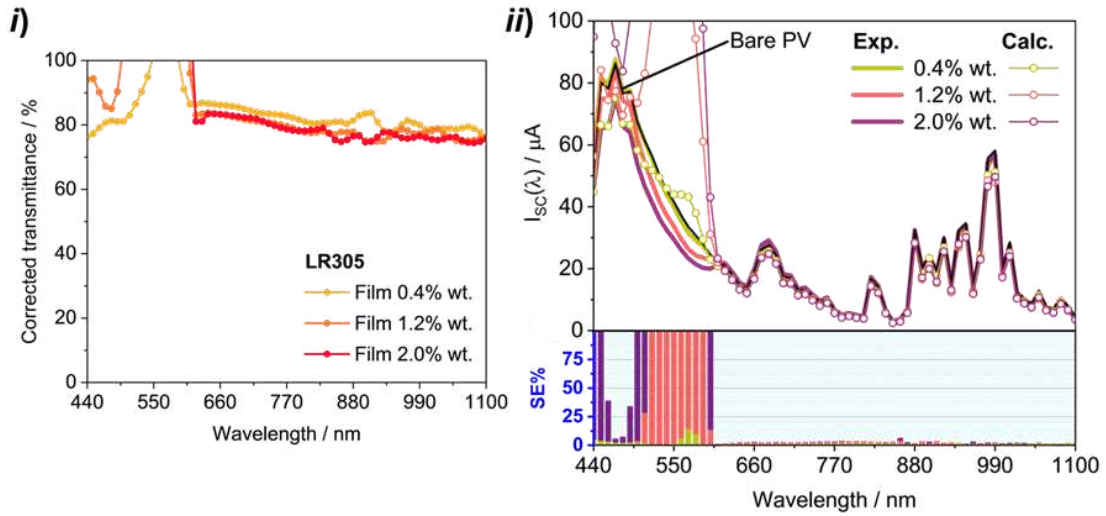 i)
100
80
60
40
20
0
Corrected transmittance / %
LR305
Film 0.4% wt.
Film 1.2% wt.
Film 2.0% wt.
440 550 660 770 880 990 1100
Wavelength / nm
ii)
100
80
60
40
20
0
I_SC(λ) / μA
Bare PV
Exp. Calc.
0.4% wt.
1.2% wt.
2.0% wt.
75
50
25
0
SE%
440 550 660 770 880 990 1100
Wavelength / nm